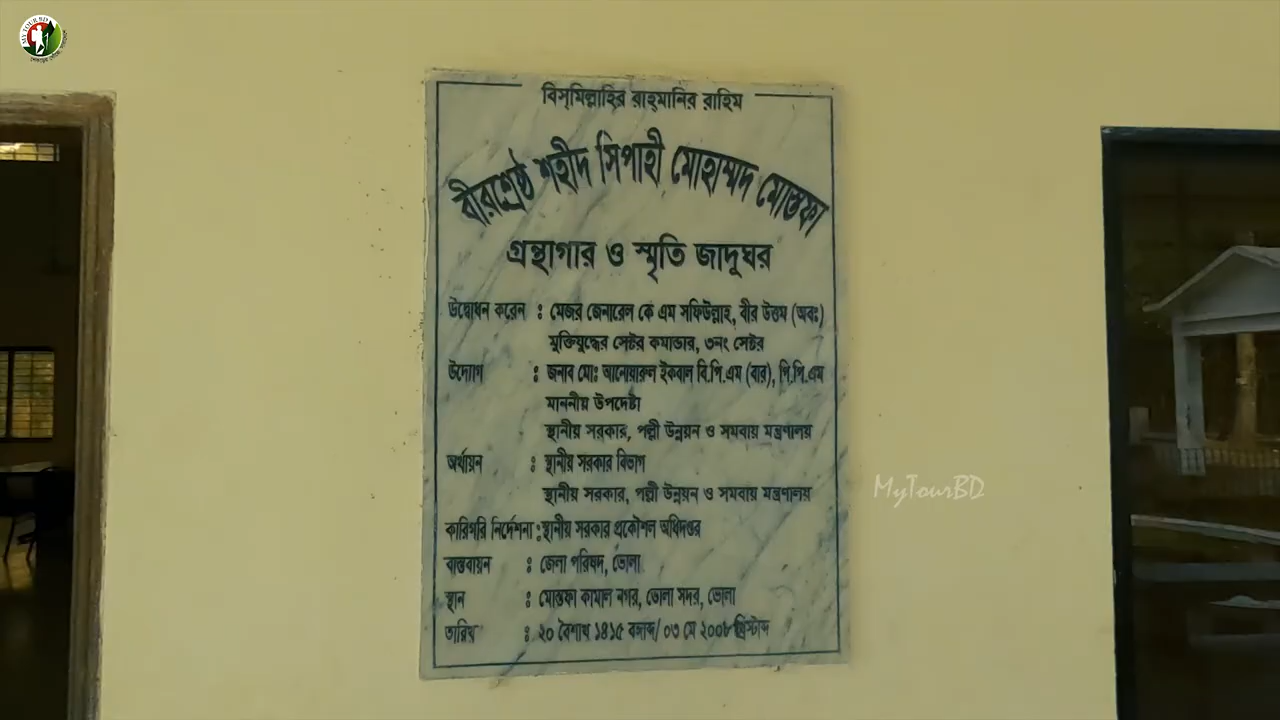 MY TOUR BD
বিস্‌মিল্লাহির রাহ্‌মানির রাহিম
বীরশ্রেষ্ঠ শহীদ সিপাহী মোহাম্মদ মোস্তফা
গ্রন্থাগার ও স্মৃতি জাদুঘর
উদ্বোধন করেন : মেজর জেনারেল কে এম সফিউল্লাহ, বীর উত্তম (অবঃ)
মুক্তিযুদ্ধের সেক্টর কমান্ডার, ৩নং সেক্টর
উদ্যোগ : জনাব মোঃ আনোয়ারুল ইকবাল বি.পি.এম (বার), পি.পি.এম
মাননীয় উপদেষ্টা
স্থানীয় সরকার, পল্লী উন্নয়ন ও সমবায় মন্ত্রণালয়
অর্থায়ন : স্থানীয় সরকার বিভাগ
স্থানীয় সরকার, পল্লী উন্নয়ন ও সমবায় মন্ত্রণালয়
কারিগরি নির্দেশনা : স্থানীয় সরকার প্রকৌশল অধিদপ্তর
বাস্তবায়ন : জেলা পরিষদ, ভোলা
স্থান : মোস্তফা কামাল নগর, ভোলা সদর, ভোলা
তারিখ : ২০ বৈশাখ ১৪১৫ বঙ্গাব্দ/ ০৩ মে ২০০৮ খ্রিস্টাব্দ
MyTourBD